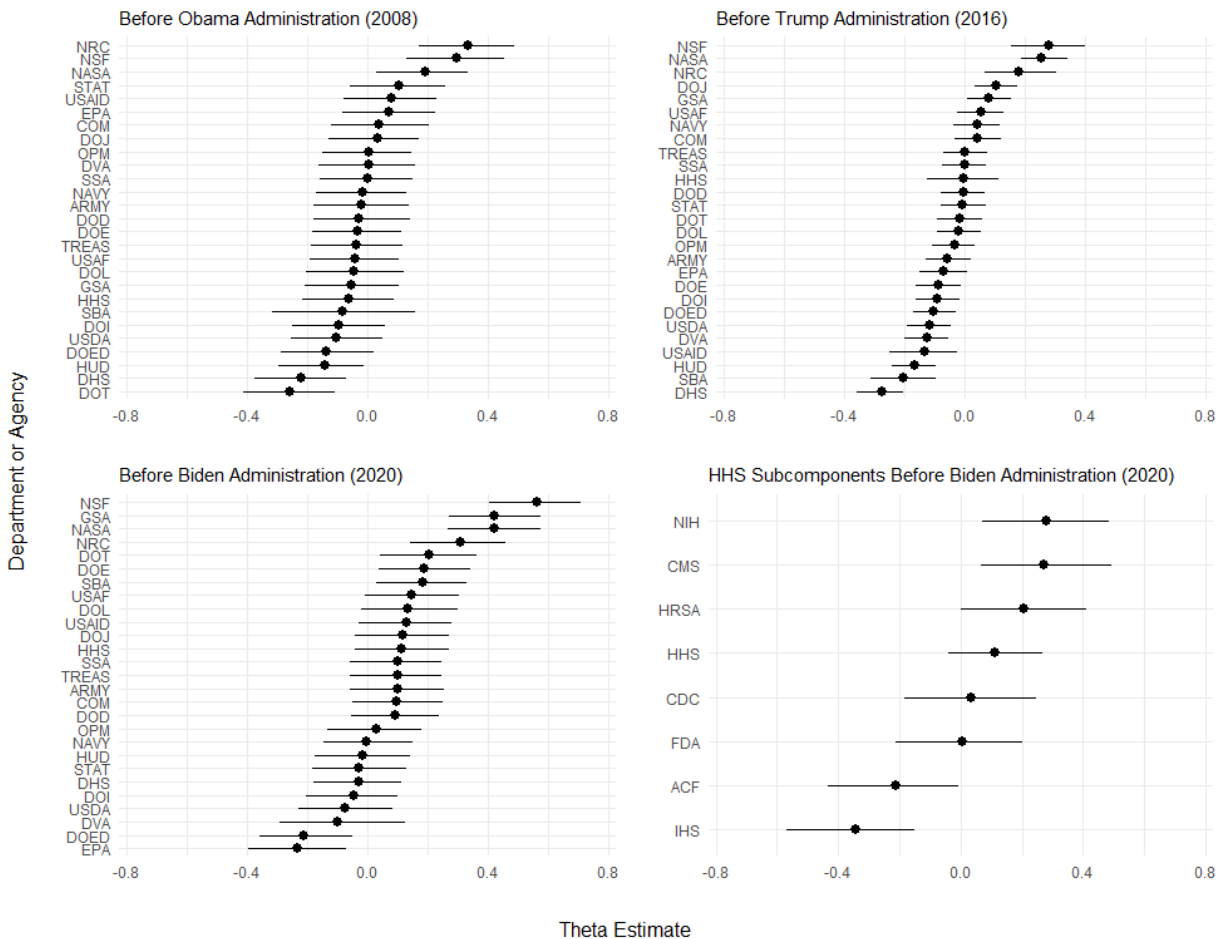 Before Obama Administration (2008)
NRC
NSF
NASA
STAT
USAID
EPA
COM
DOJ
OPM
DVA
SSA
NAVY
ARMY
DOD
DOE
TREAS
USAF
DOL
GSA
HHS
SBA
DOI
USDA
DOED
HUD
DHS
DOT
-0.8 -0.4 0.0 0.4 0.8
Before Trump Administration (2016)
NSF
NASA
NRC
DOJ
GSA
USAF
NAVY
COM
TREAS
SSA
HHS
DOD
STAT
DOT
DOL
OPM
ARMY
EPA
DOE
DOI
DOED
USDA
DVA
USAID
HUD
SBA
DHS
-0.8 -0.4 0.0 0.4 0.8
Department or Agency
Before Biden Administration (2020)
NSF
GSA
NASA
NRC
DOT
DOE
SBA
USAF
DOL
USAID
DOJ
HHS
SSA
TREAS
ARMY
COM
DOD
OPM
NAVY
HUD
STAT
DHS
DOI
USDA
DVA
DOED
EPA
-0.8 -0.4 0.0 0.4 0.8
HHS Subcomponents Before Biden Administration (2020)
NIH
CMS
HRSA
HHS
CDC
FDA
ACF
IHS
-0.8 -0.4 0.0 0.4 0.8
Theta Estimate